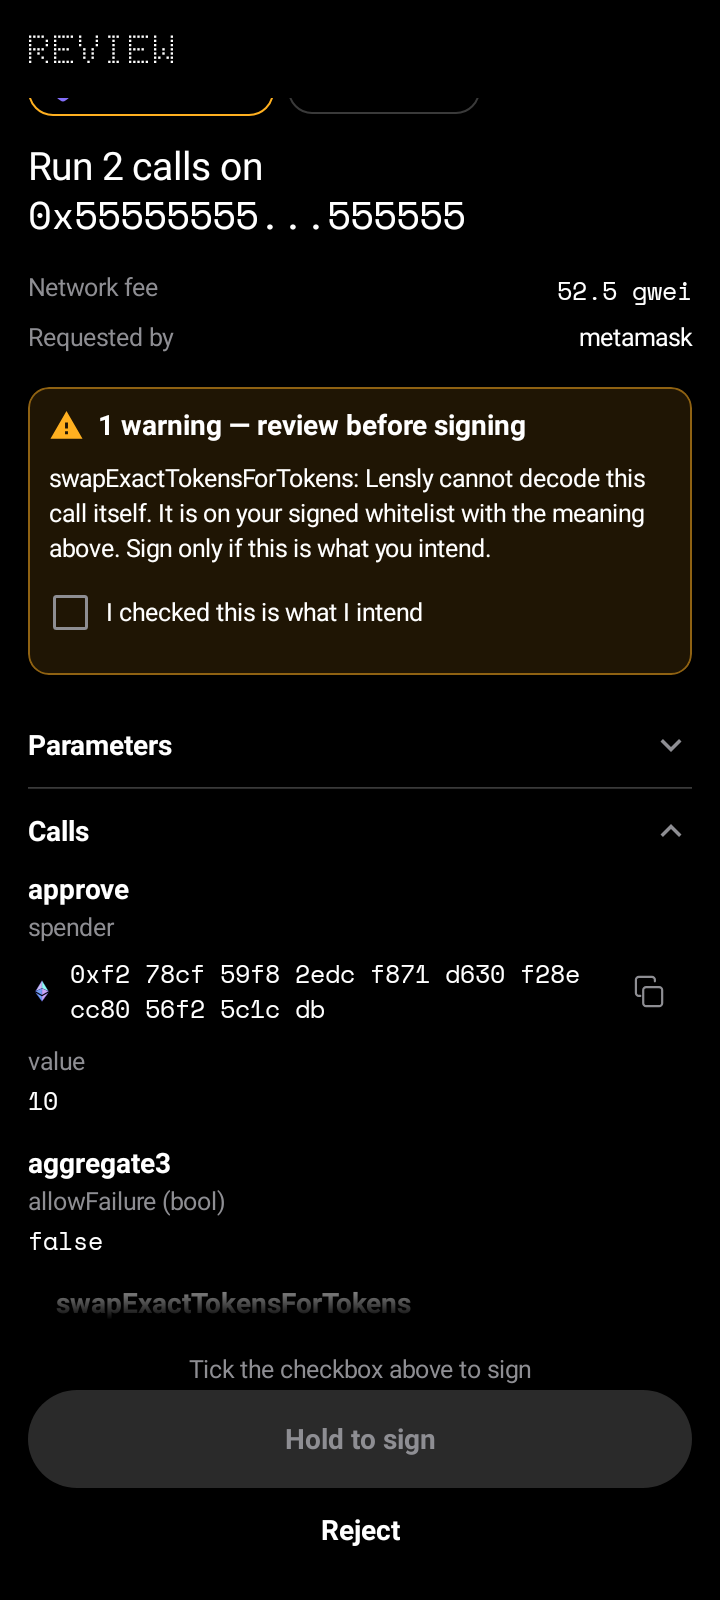 REVIEW
Run 2 calls on
0x55555555...555555
Network fee
52.5 gwei
Requested by
metamask
1 warning — review before signing
swapExactTokensForTokens: Lensly cannot decode this
call itself. It is on your signed whitelist with the meaning
above. Sign only if this is what you intend.
I checked this is what I intend
Parameters
Calls
approve
spender
0xf2 78cf 59f8 2edc f871 d630 f28e
cc80 56f2 5c1c db
value
10
aggregate3
allowFailure (bool)
false
swapExactTokensForTokens
Tick the checkbox above to sign
Hold to sign
Reject